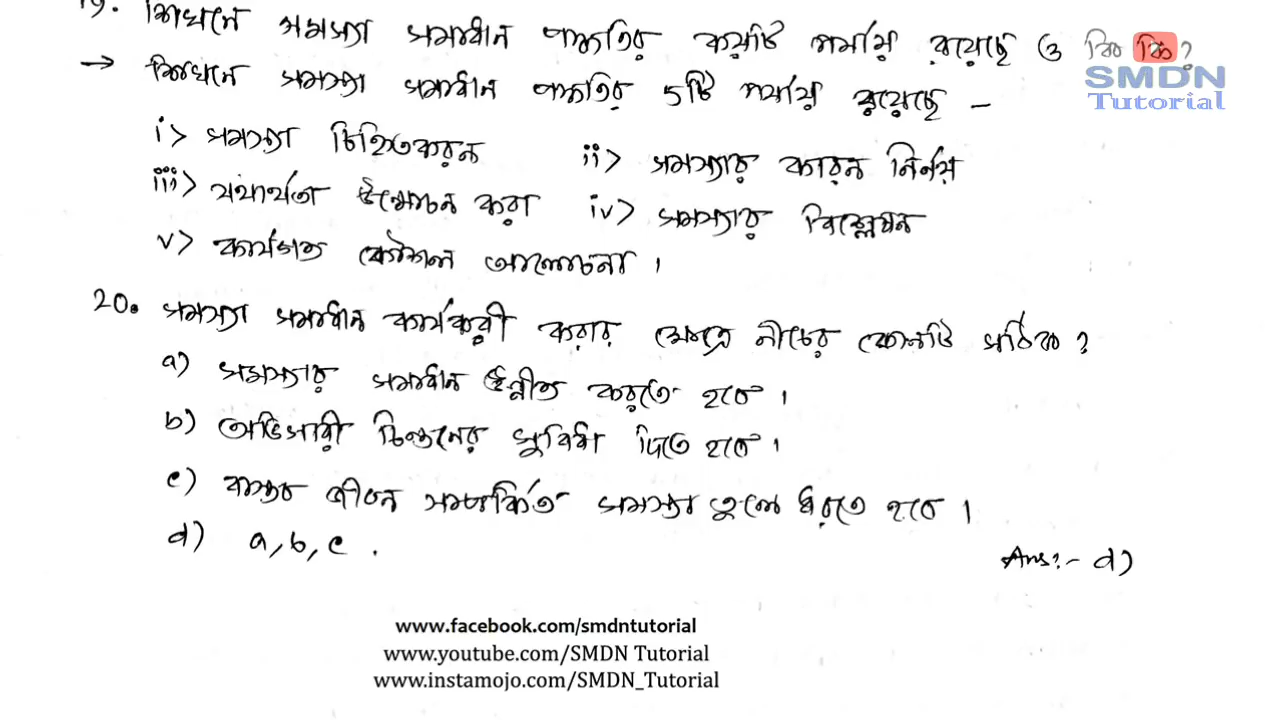 19. শিখনে সমস্যা সমাধান পদ্ধতির কয়টি পর্যায় রয়েছে ও কি কি?
→ শিখনে সমস্যা সমাধান পদ্ধতির ৫টি পর্যায় রয়েছে –
SMDN
Tutorial
i> সমস্যা চিহ্নিতকরন ii> সমস্যার কারন নির্নয়
iii> যথার্থতা উন্মোচন করা iv> সমস্যার বিশ্লেষন
v> কার্যগত কৌশল আলোচনা।
20. সমস্যা সমাধান কার্যকরী করার ক্ষেত্রে নীচের কোনটি সঠিক?
a) সমস্যার সমাধান উন্নীত করতে হবে।
b) অভিসারী চিন্তনের সুবিধা দিতে হবে।
c) বাস্তব জীবন সম্পর্কিত সমস্যা তুলে ধরতে হবে।
d) a, b, c.
Ans:- d)
www.facebook.com/smdntutorial
www.youtube.com/SMDN Tutorial
www.instamojo.com/SMDN_Tutorial